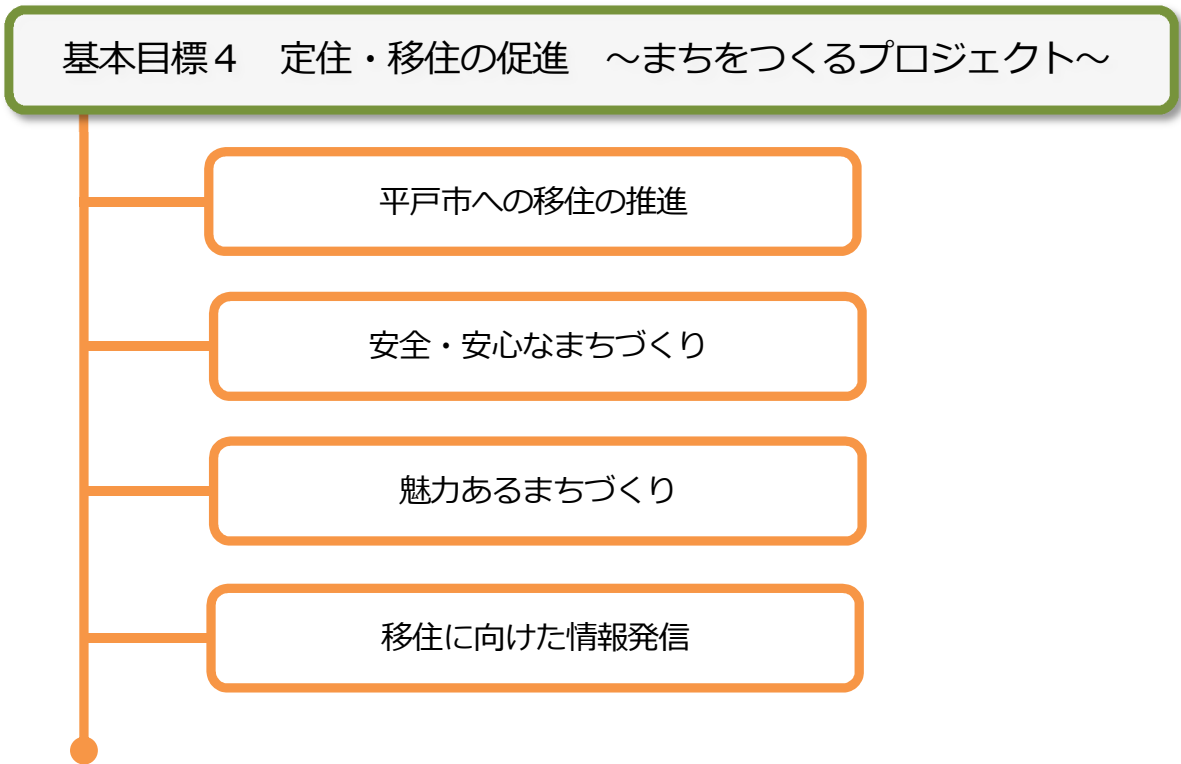 基本目標４　定住・移住の促進　～まちをつくるプロジェクト～
平戸市への移住の推進
安全・安心なまちづくり
魅力あるまちづくり
移住に向けた情報発信